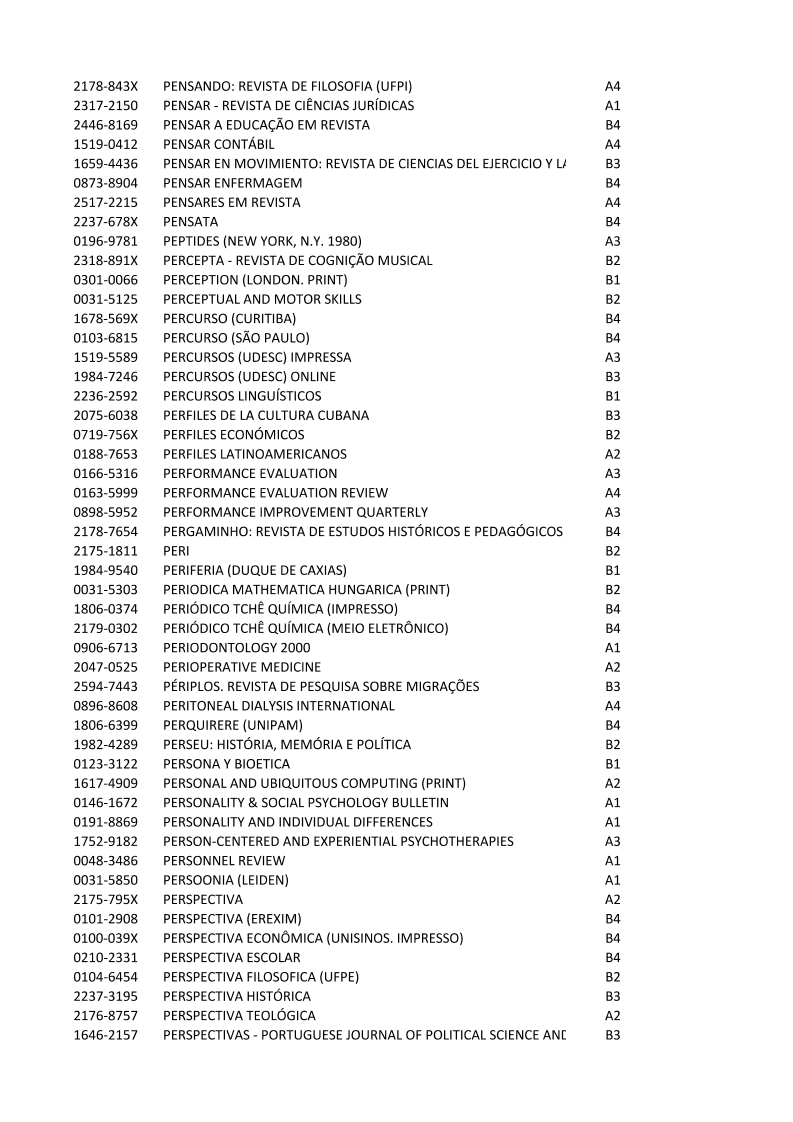 2178-843X PENSANDO: REVISTA DE FILOSOFIA (UFPI) A4
2317-2150 PENSAR - REVISTA DE CIÊNCIAS JURÍDICAS A1
2446-8169 PENSAR A EDUCAÇÃO EM REVISTA B4
1519-0412 PENSAR CONTÁBIL A4
1659-4436 PENSAR EN MOVIMIENTO: REVISTA DE CIENCIAS DEL EJERCICIO Y LA B3
0873-8904 PENSAR ENFERMAGEM B4
2517-2215 PENSARES EM REVISTA A4
2237-678X PENSATA B4
0196-9781 PEPTIDES (NEW YORK, N.Y. 1980) A3
2318-891X PERCEPTA - REVISTA DE COGNIÇÃO MUSICAL B2
0301-0066 PERCEPTION (LONDON. PRINT) B1
0031-5125 PERCEPTUAL AND MOTOR SKILLS B2
1678-569X PERCURSO (CURITIBA) B4
0103-6815 PERCURSO (SÃO PAULO) B4
1519-5589 PERCURSOS (UDESC) IMPRESSA A3
1984-7246 PERCURSOS (UDESC) ONLINE B3
2236-2592 PERCURSOS LINGUÍSTICOS B1
2075-6038 PERFILES DE LA CULTURA CUBANA B3
0719-756X PERFILES ECONÓMICOS B2
0188-7653 PERFILES LATINOAMERICANOS A2
0166-5316 PERFORMANCE EVALUATION A3
0163-5999 PERFORMANCE EVALUATION REVIEW A4
0898-5952 PERFORMANCE IMPROVEMENT QUARTERLY A3
2178-7654 PERGAMINHO: REVISTA DE ESTUDOS HISTÓRICOS E PEDAGÓGICOS B4
2175-1811 PERI B2
1984-9540 PERIFERIA (DUQUE DE CAXIAS) B1
0031-5303 PERIODICA MATHEMATICA HUNGARICA (PRINT) B2
1806-0374 PERIÓDICO TCHÊ QUÍMICA (IMPRESSO) B4
2179-0302 PERIÓDICO TCHÊ QUÍMICA (MEIO ELETRÔNICO) B4
0906-6713 PERIODONTOLOGY 2000 A1
2047-0525 PERIOPERATIVE MEDICINE A2
2594-7443 PÉRIPLOS. REVISTA DE PESQUISA SOBRE MIGRAÇÕES B3
0896-8608 PERITONEAL DIALYSIS INTERNATIONAL A4
1806-6399 PERQUIRERE (UNIPAM) B4
1982-4289 PERSEU: HISTÓRIA, MEMÓRIA E POLÍTICA B2
0123-3122 PERSONA Y BIOETICA B1
1617-4909 PERSONAL AND UBIQUITOUS COMPUTING (PRINT) A2
0146-1672 PERSONALITY & SOCIAL PSYCHOLOGY BULLETIN A1
0191-8869 PERSONALITY AND INDIVIDUAL DIFFERENCES A1
1752-9182 PERSON-CENTERED AND EXPERIENTIAL PSYCHOTHERAPIES A3
0048-3486 PERSONNEL REVIEW A1
0031-5850 PERSOONIA (LEIDEN) A1
2175-795X PERSPECTIVA A2
0101-2908 PERSPECTIVA (EREXIM) B4
0100-039X PERSPECTIVA ECONÔMICA (UNISINOS. IMPRESSO) B4
0210-2331 PERSPECTIVA ESCOLAR B4
0104-6454 PERSPECTIVA FILOSOFICA (UFPE) B2
2237-3195 PERSPECTIVA HISTÓRICA B3
2176-8757 PERSPECTIVA TEOLÓGICA A2
1646-2157 PERSPECTIVAS - PORTUGUESE JOURNAL OF POLITICAL SCIENCE AND B3